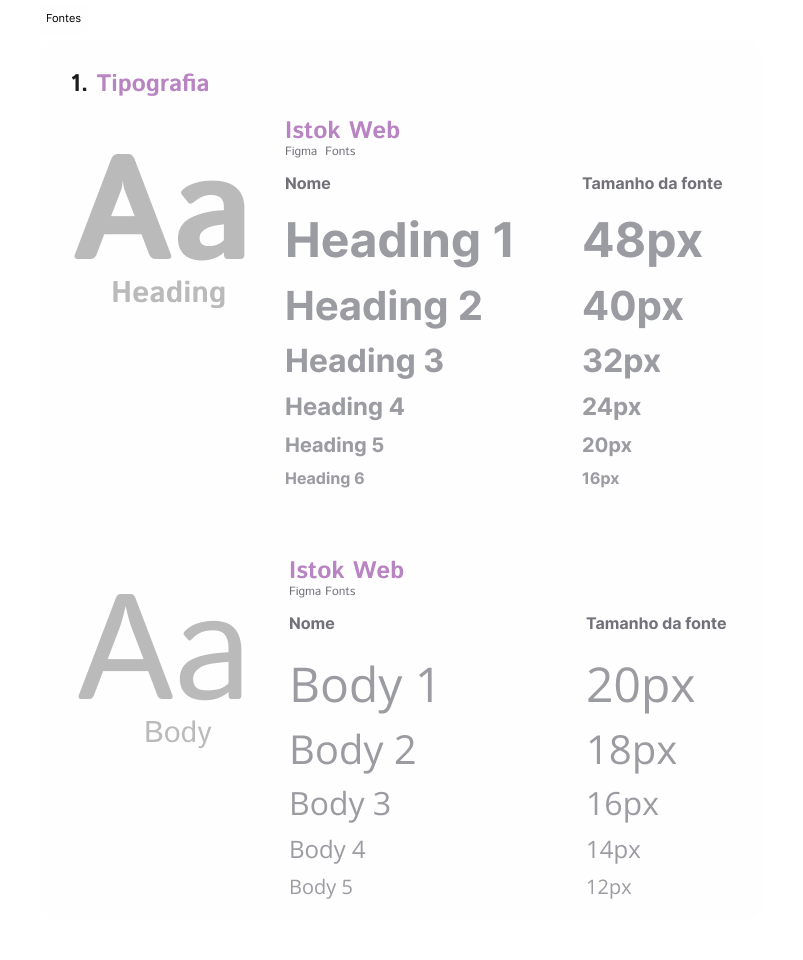 Fontes
1. Tipografia
Istok Web
Figma Fonts
Aa
Heading
Nome Tamanho da fonte
Heading 1 48px
Heading 2 40px
Heading 3 32px
Heading 4 24px
Heading 5 20px
Heading 6 16px
Istok Web
Figma Fonts
Aa
Body
Nome Tamanho da fonte
Body 1 20px
Body 2 18px
Body 3 16px
Body 4 14px
Body 5 12px